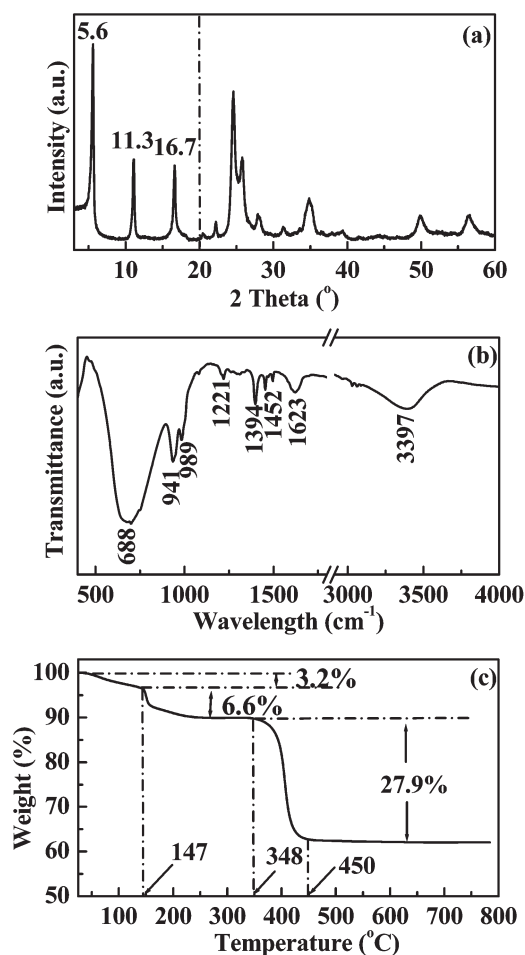 5.6
(a)
11.3
16.7
Intensity (a.u.)
10 20 30 40 50 60
2 Theta (°)
(b)
Transmittance (a.u.)
688
941
989
1221
1394
1452
1623
3397
500 1000 1500 3000 3500 4000
Wavelength (cm⁻¹)
(c)
100
90
80
70
60
50
Weight (%)
3.2%
6.6%
27.9%
147
348
450
100 200 300 400 500 600 700 800
Temperature (°C)